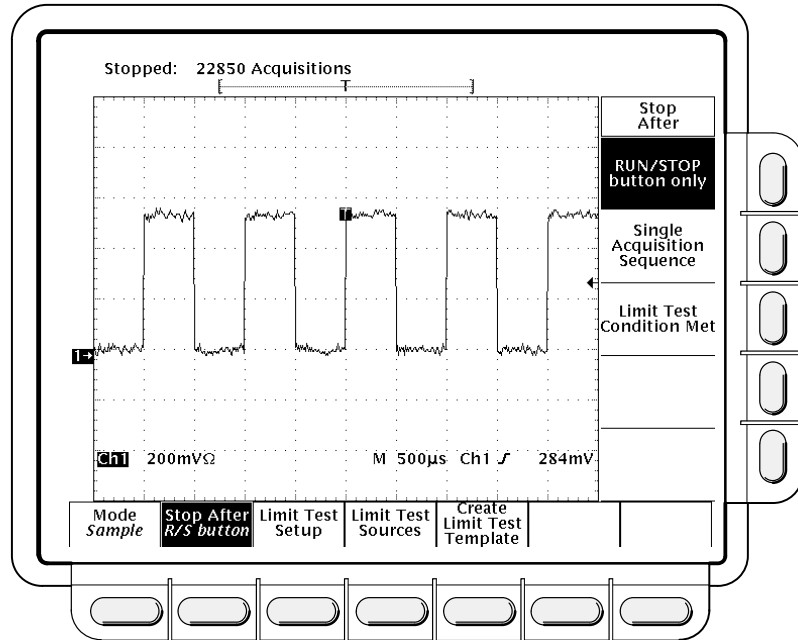 Stopped: 22850 Acquisitions
T
Stop
After
RUN/STOP
button only
Single
Acquisition
Sequence
Limit Test
Condition Met
T
1→
Ch1 200mVΩ M 500µs Ch1 284mV
Mode
Sample
Stop After
R/S button
Limit Test
Setup
Limit Test
Sources
Create
Limit Test
Template